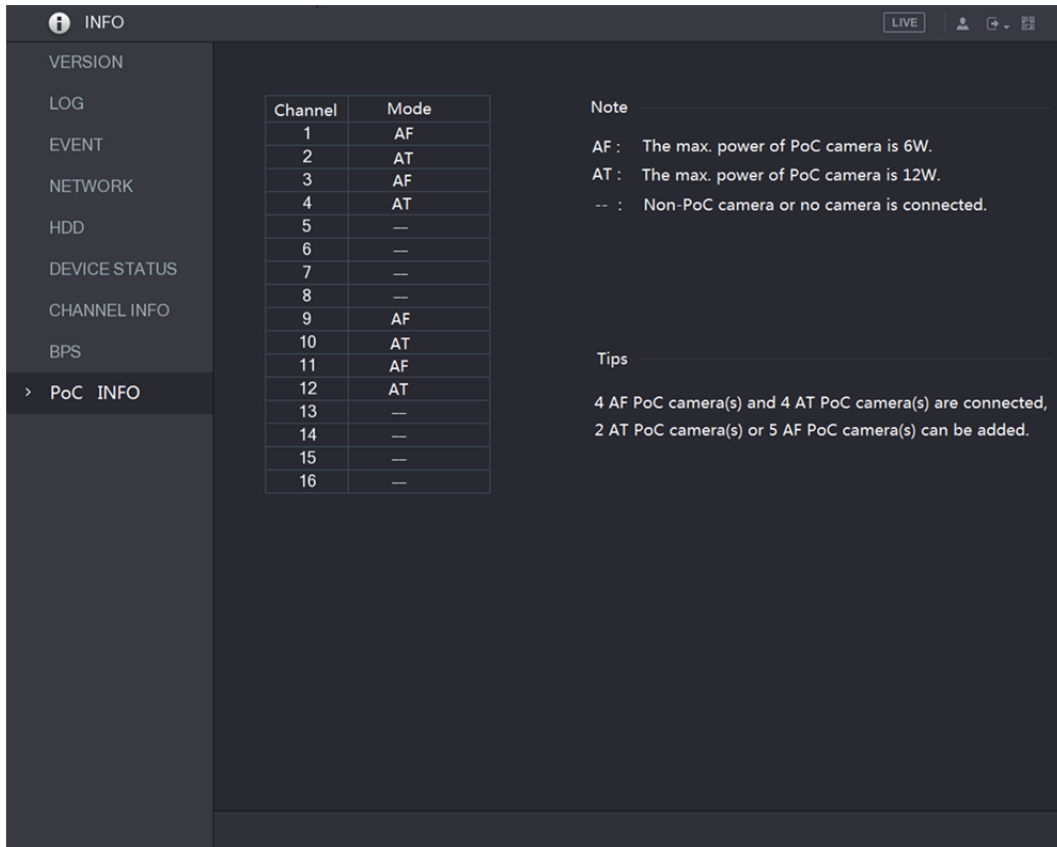 INFO
LIVE
VERSION
LOG
EVENT
NETWORK
HDD
DEVICE STATUS
CHANNEL INFO
BPS
> PoC INFO
Channel Mode
1 AF
2 AT
3 AF
4 AT
5 --
6 --
7 --
8 --
9 AF
10 AT
11 AF
12 AT
13 --
14 --
15 --
16 --
Note
AF : The max. power of PoC camera is 6W.
AT : The max. power of PoC camera is 12W.
-- : Non-PoC camera or no camera is connected.
Tips
4 AF PoC camera(s) and 4 AT PoC camera(s) are connected,
2 AT PoC camera(s) or 5 AF PoC camera(s) can be added.